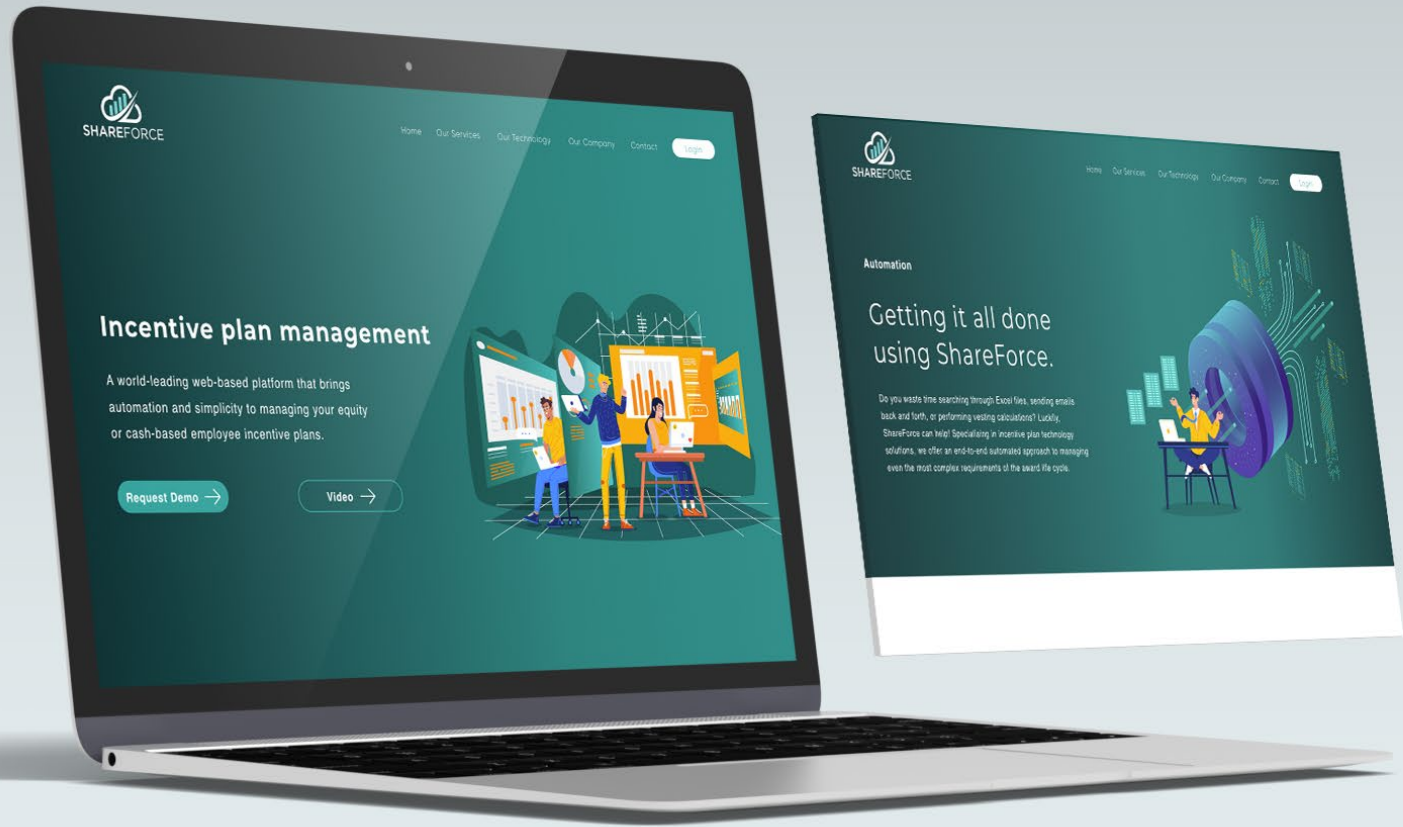 SHAREFORCE
Home Our Services Our Technology Our Company Contact Login
Incentive plan management
A world-leading web-based platform that brings
automation and simplicity to managing your equity
or cash-based employee incentive plans.
Request Demo →
Video →
SHAREFORCE
Home Our Services Our Technology Our Company Contact Login
Automation
Getting it all done
using ShareForce.
Do you waste time searching through Excel files, sending emails
back and forth, or performing vesting calculations? Luckily,
ShareForce can help! Specialising in incentive plan technology
solutions, we offer an end-to-end automated approach to managing
even the most complex requirements of the award life cycle.